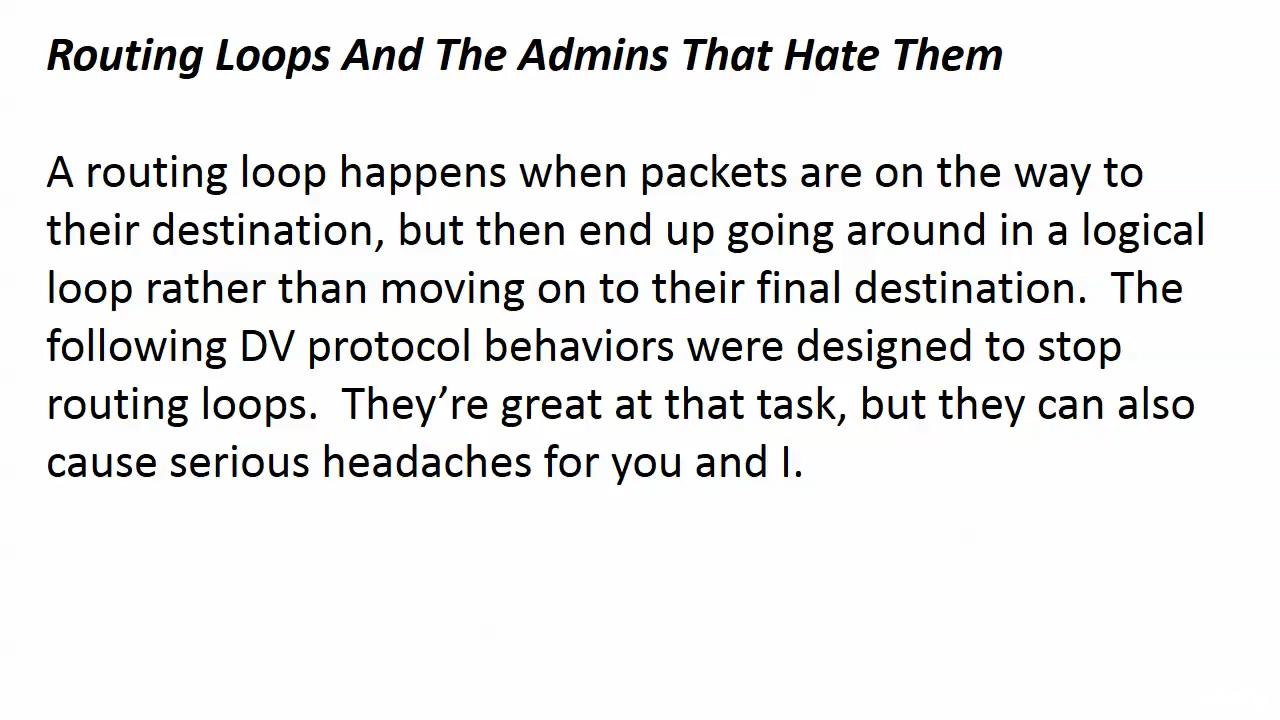 Routing Loops And The Admins That Hate Them
A routing loop happens when packets are on the way to
their destination, but then end up going around in a logical
loop rather than moving on to their final destination.  The
following DV protocol behaviors were designed to stop
routing loops.  They’re great at that task, but they can also
cause serious headaches for you and I.